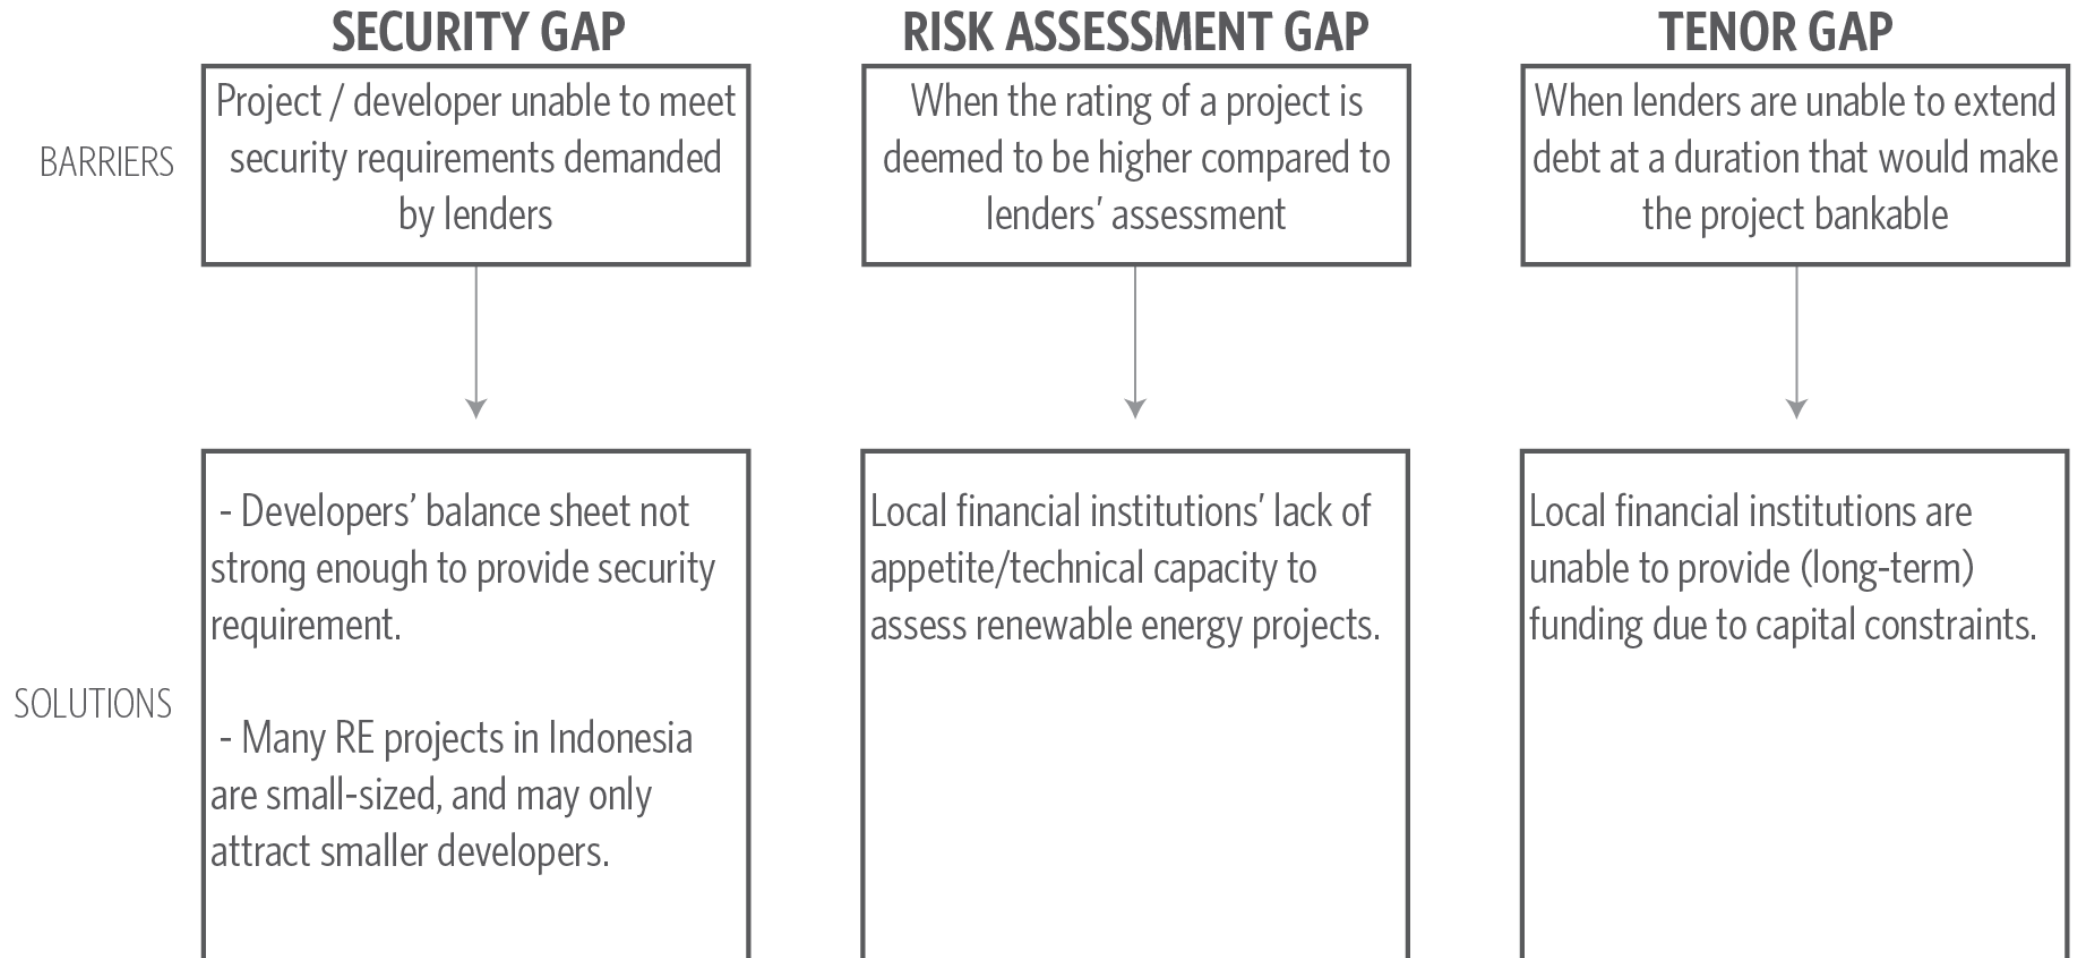 SECURITY GAP
RISK ASSESSMENT GAP
TENOR GAP
BARRIERS
Project / developer unable to meet
security requirements demanded
by lenders
When the rating of a project is
deemed to be higher compared to
lenders’ assessment
When lenders are unable to extend
debt at a duration that would make
the project bankable
SOLUTIONS
- Developers’ balance sheet not
strong enough to provide security
requirement.
- Many RE projects in Indonesia
are small-sized, and may only
attract smaller developers.
Local financial institutions’ lack of
appetite/technical capacity to
assess renewable energy projects.
Local financial institutions are
unable to provide (long-term)
funding due to capital constraints.